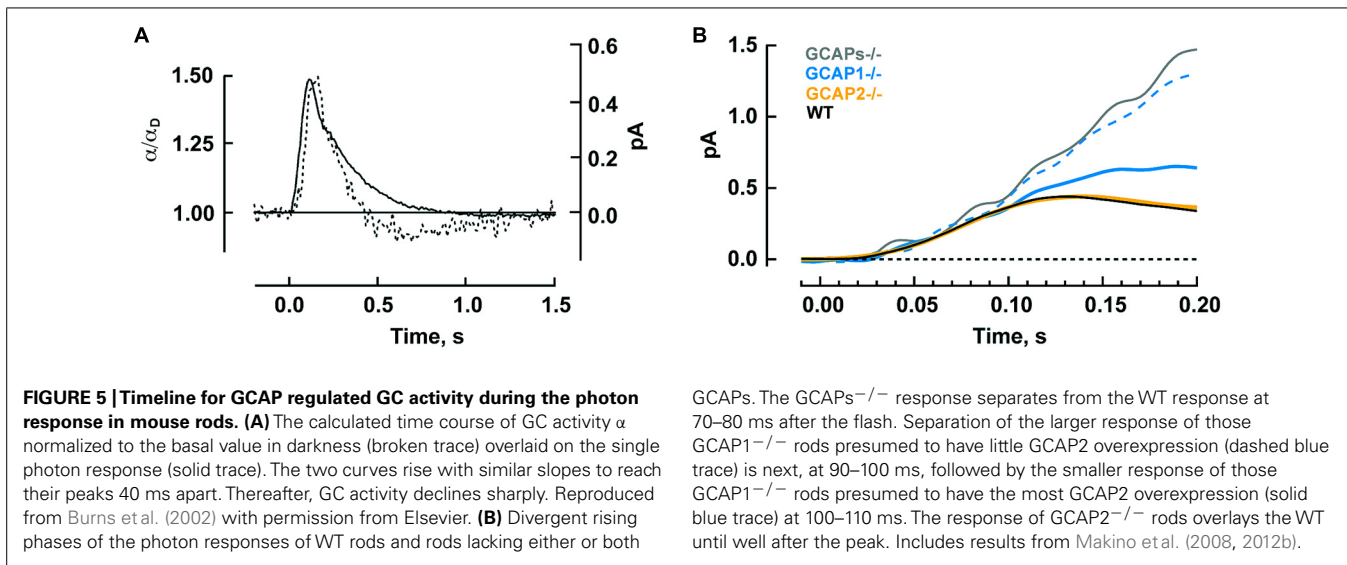 A
α/αD
1.50
1.25
1.00
0.6
0.4
0.2
0.0
pA
0.0
0.5
1.0
1.5
Time, s
B
GCAPs-/-
GCAP1-/-
GCAP2-/-
WT
pA
1.5
1.0
0.5
0.0
0.00
0.05
0.10
0.15
0.20
Time, s
FIGURE 5 | Timeline for GCAP regulated GC activity during the photon
response in mouse rods. (A) The calculated time course of GC activity α
normalized to the basal value in darkness (broken trace) overlaid on the single
photon response (solid trace). The two curves rise with similar slopes to reach
their peaks 40 ms apart. Thereafter, GC activity declines sharply. Reproduced
from Burns et al. (2002) with permission from Elsevier. (B) Divergent rising
phases of the photon responses of WT rods and rods lacking either or both
GCAPs. The GCAPs−/− response separates from the WT response at
70–80 ms after the flash. Separation of the larger response of those
GCAP1−/− rods presumed to have little GCAP2 overexpression (dashed blue
trace) is next, at 90–100 ms, followed by the smaller response of those
GCAP1−/− rods presumed to have the most GCAP2 overexpression (solid
blue trace) at 100–110 ms. The response of GCAP2−/− rods overlays the WT
until well after the peak. Includes results from Makino et al. (2008, 2012b).